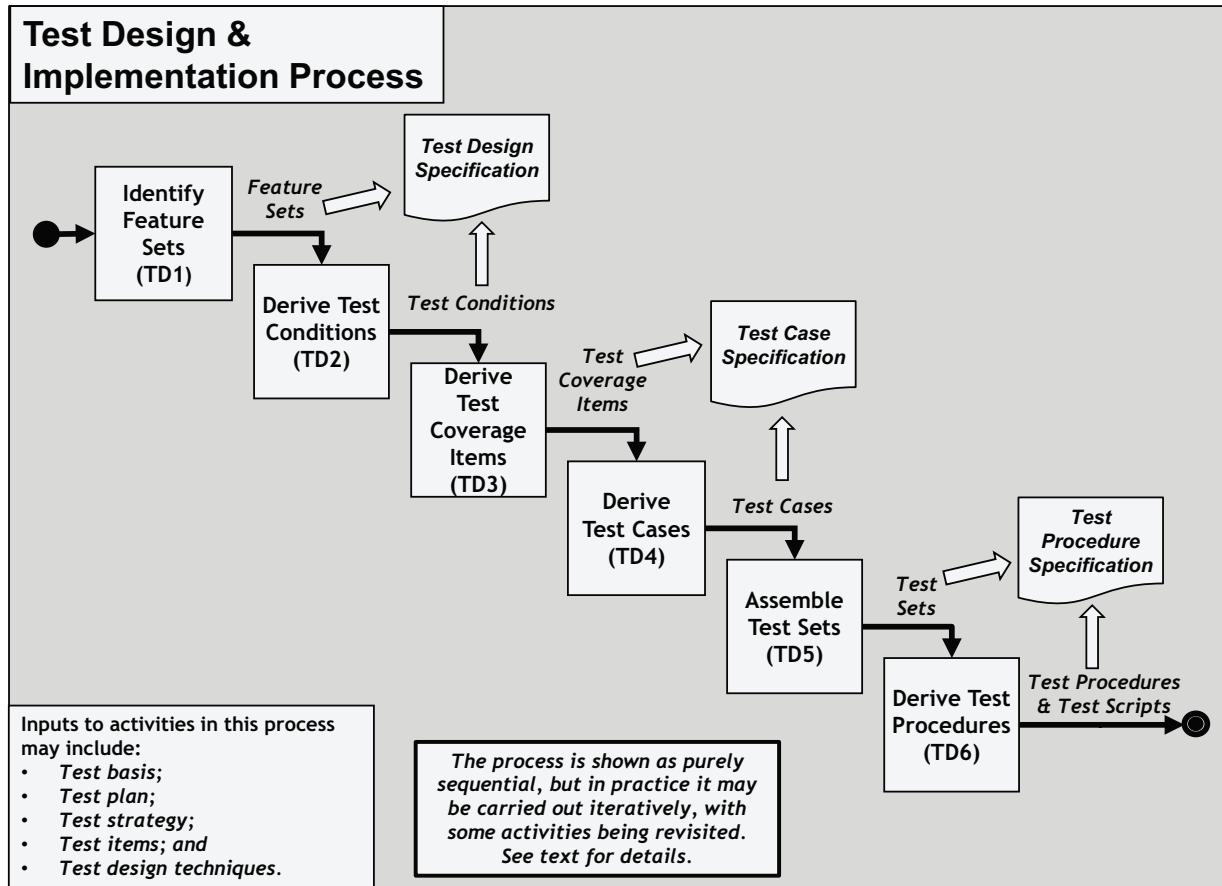 Test Design &
Implementation Process
Identify
Feature
Sets
(TD1)
Feature
Sets
Test Design
Specification
Derive Test
Conditions
(TD2)
Test Conditions
Derive
Test
Coverage
Items
(TD3)
Test
Coverage
Items
Test Case
Specification
Derive
Test Cases
(TD4)
Test Cases
Assemble
Test Sets
(TD5)
Test
Sets
Test
Procedure
Specification
Derive Test
Procedures
(TD6)
Test Procedures
& Test Scripts
Inputs to activities in this process
may include:
• Test basis;
• Test plan;
• Test strategy;
• Test items; and
• Test design techniques.
The process is shown as purely
sequential, but in practice it may
be carried out iteratively, with
some activities being revisited.
See text for details.